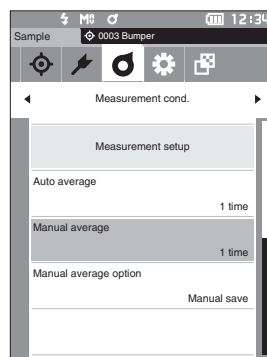 M 12:34
Sample 0003 Bumper
Measurement cond.
Measurement setup
Auto average
1 time
Manual average
1 time
Manual average option
Manual save